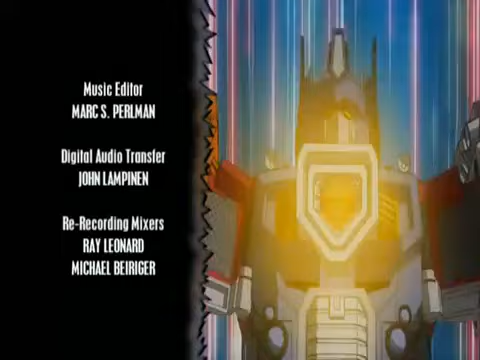 Music Editor
MARC S. PERLMAN
Digital Audio Transfer
JOHN LAMPINEN
Re-Recording Mixers
RAY LEONARD
MICHAEL BEIRIGER